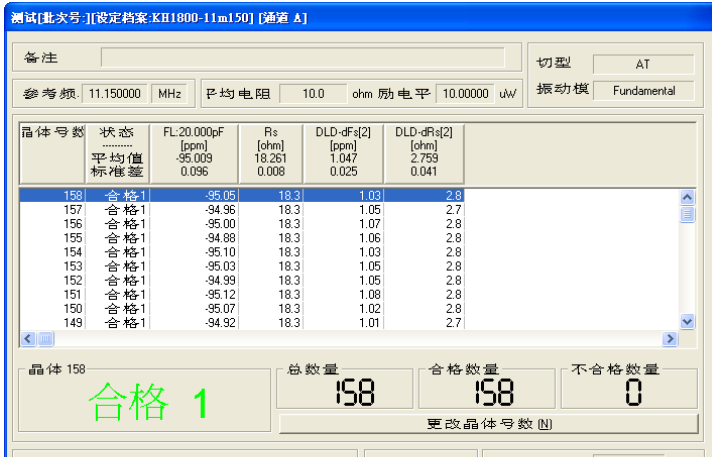 测试[批次号:][设定档案:KH1800-11m150] [通道 A]
备注
切型 AT
参考频. 11.150000 MHz 平均电阻 10.0 ohm 励电平 10.00000 uW 振动模 Fundamental
晶体号数 状态 FL:20.000pF Rs DLD-dFs[2] DLD-dRs[2]
.......... [ppm] [ohm] [ppm] [ohm]
平均值 -95.009 18.261 1.047 2.759
标准差 0.096 0.008 0.025 0.041
158 合格1 -95.05 18.3 1.03 2.8
157 合格1 -94.96 18.3 1.05 2.7
156 合格1 -95.00 18.3 1.07 2.8
155 合格1 -94.88 18.3 1.06 2.8
154 合格1 -95.10 18.3 1.03 2.8
153 合格1 -95.03 18.3 1.05 2.8
152 合格1 -94.99 18.3 1.05 2.8
151 合格1 -95.12 18.3 1.08 2.8
150 合格1 -95.07 18.3 1.02 2.8
149 合格1 -94.92 18.3 1.01 2.7
晶体 158 总数量 合格数量 不合格数量
合格 1 158 158 0
更改晶体号数 (N)